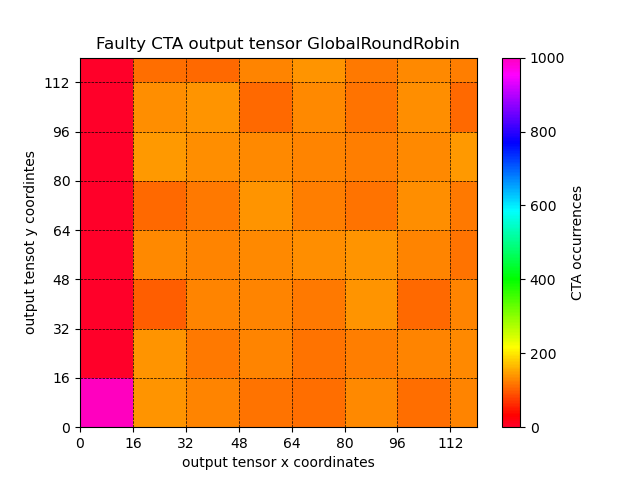 Faulty CTA output tensor GlobalRoundRobin
112
96
80
64
48
32
16
0
output tensot y coordintes
0 16 32 48 64 80 96 112
output tensor x coordinates
1000
800
600
400
200
0
CTA occurrences